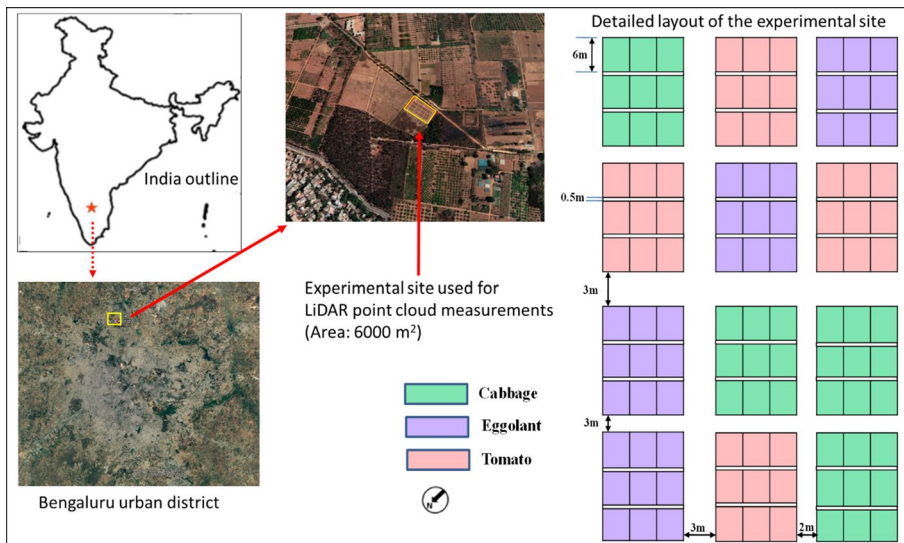 Detailed layout of the experimental site
6m
India outline
0.5m
Experimental site used for
LiDAR point cloud measurements
(Area: 6000 m²)
3m
Cabbage
Eggolant
Tomato
3m
N
Bengaluru urban district
3m
2m